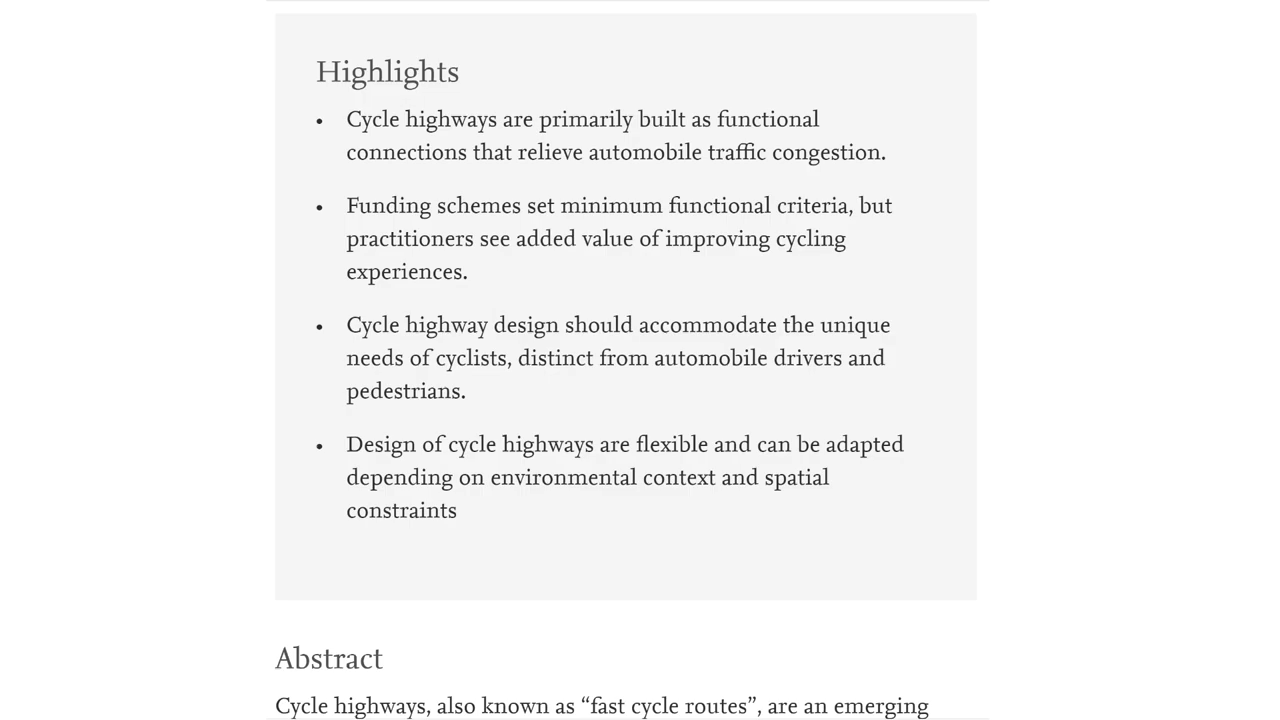 Highlights
• Cycle highways are primarily built as functional
connections that relieve automobile traffic congestion.
• Funding schemes set minimum functional criteria, but
practitioners see added value of improving cycling
experiences.
• Cycle highway design should accommodate the unique
needs of cyclists, distinct from automobile drivers and
pedestrians.
• Design of cycle highways are flexible and can be adapted
depending on environmental context and spatial
constraints
Abstract
Cycle highways, also known as “fast cycle routes”, are an emerging